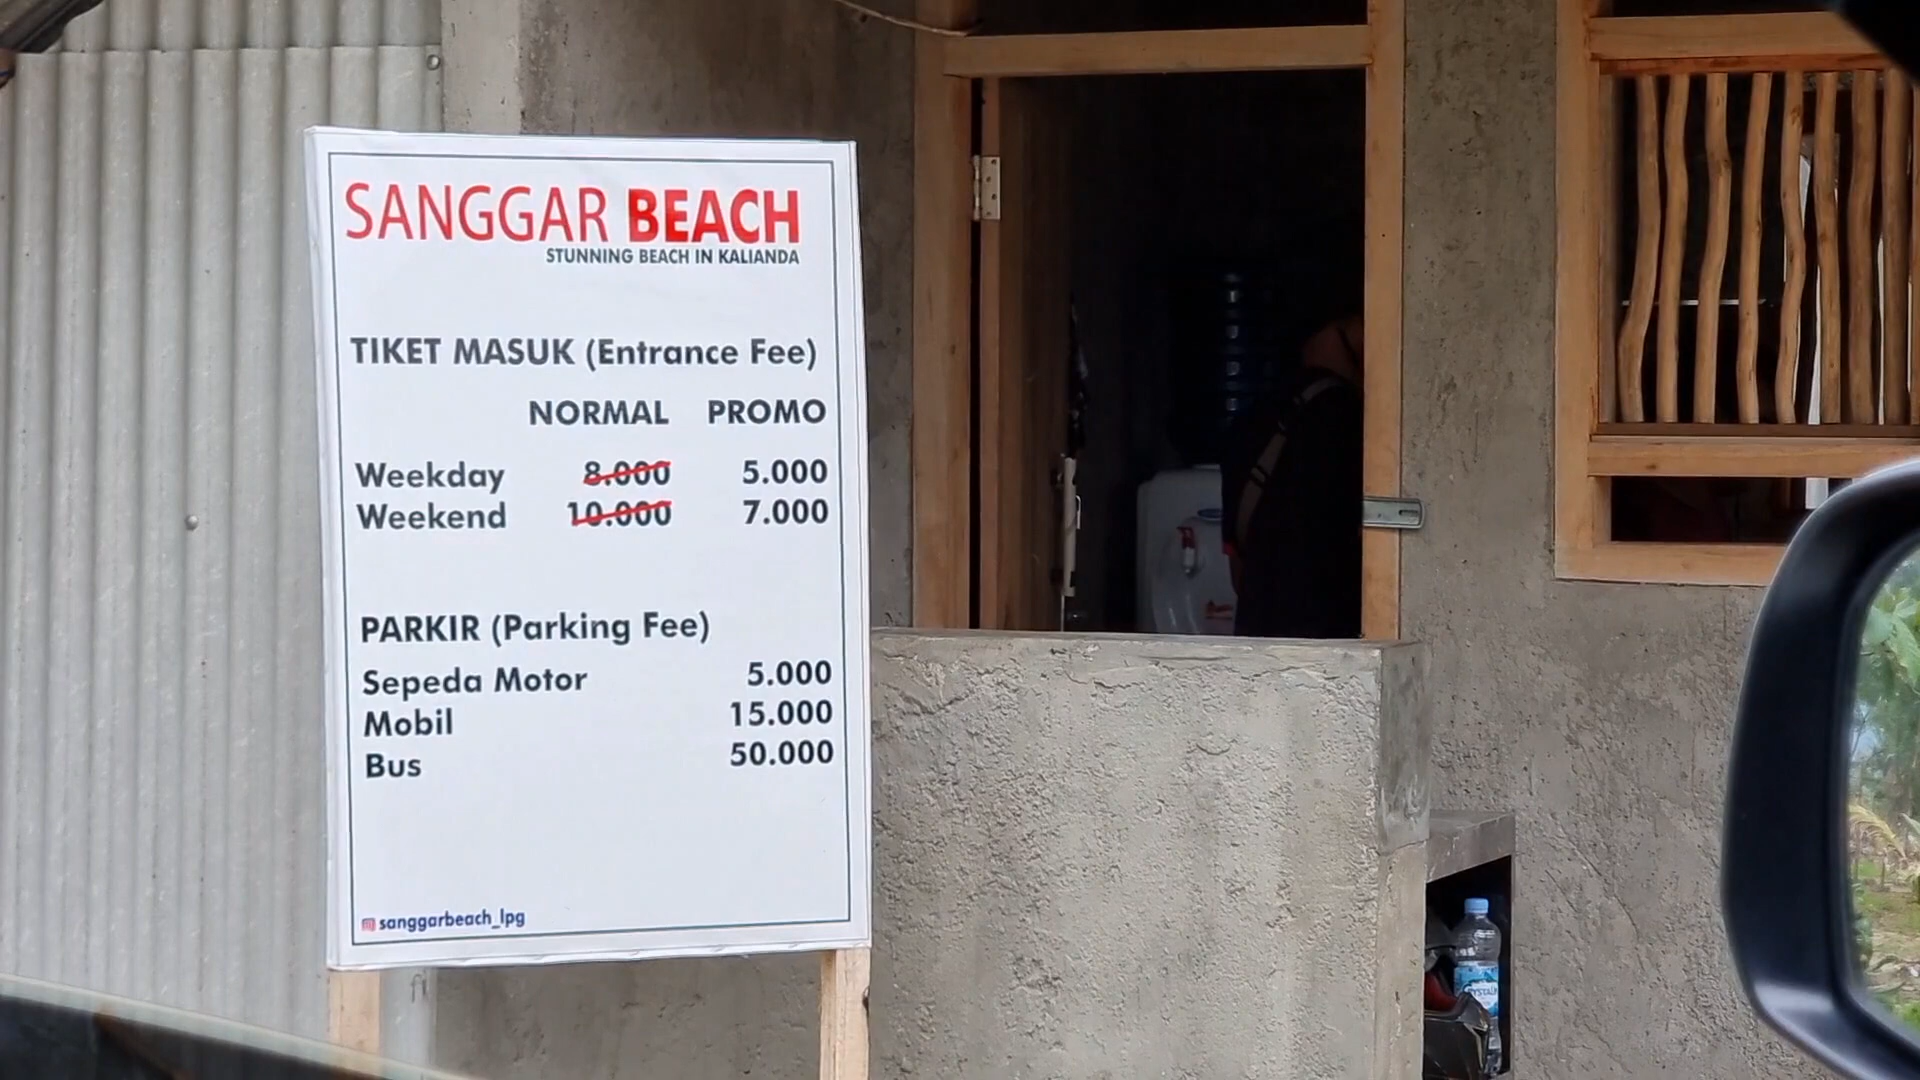 SANGGAR BEACH
STUNNING BEACH IN KALIANDA
TIKET MASUK (Entrance Fee)
NORMAL PROMO
Weekday 8.000 5.000
Weekend 10.000 7.000
PARKIR (Parking Fee)
Sepeda Motor 5.000
Mobil 15.000
Bus 50.000
sanggarbeach_lpg